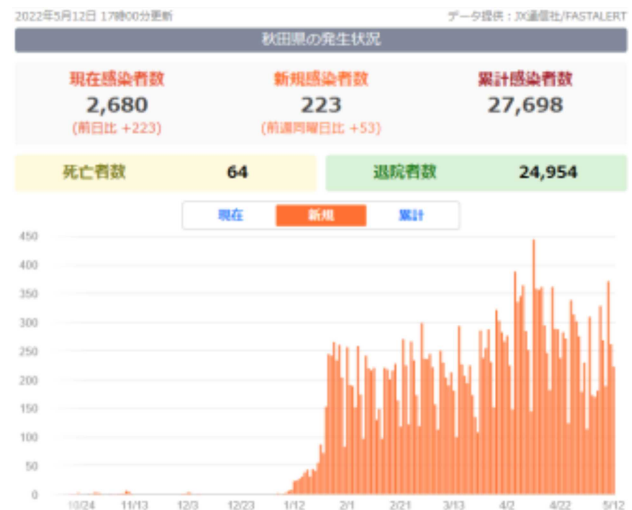 2022年5月12日 17時00分更新 データ提供：JX通信社/FASTALERT
秋田県の発生状況
現在感染者数 新規感染者数 累計感染者数
2,680 223 27,698
(前日比 +223) (前週同曜日比 +53)
死亡者数 64 退院者数 24,954
現在 新規 累計
450
400
350
300
250
200
150
100
50
0
10/24 11/13 12/3 12/23 1/12 2/1 2/21 3/13 4/2 4/22 5/12